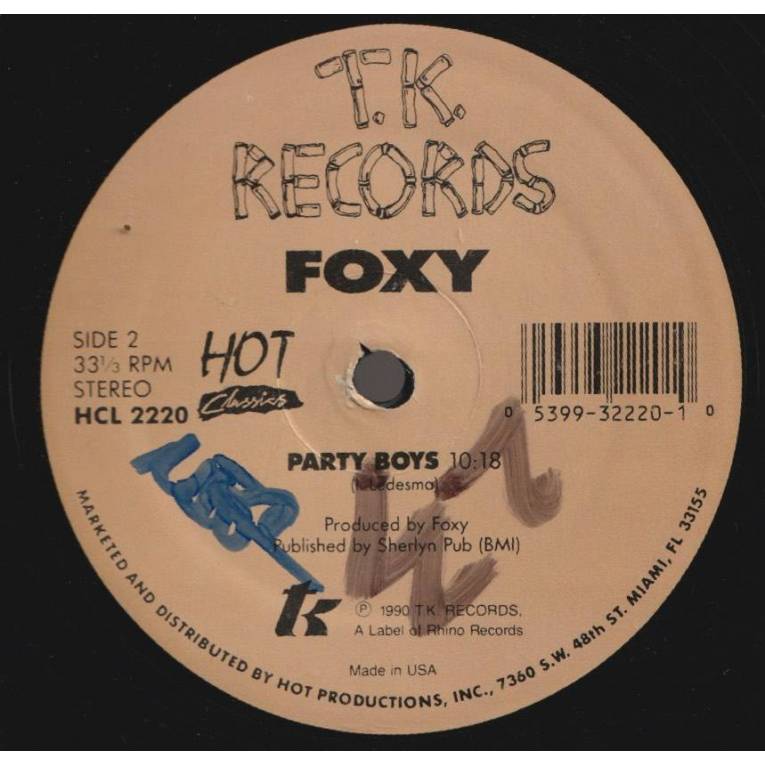 T.K.
RECORDS
FOXY
SIDE 2
33⅓ RPM
STEREO
HCL 2220
HOT
Classics
0 5399-32220-1 0
PARTY BOYS 10:18
(I. Ledesma)
Produced by Foxy
Published by Sherlyn Pub (BMI)
tk
℗ 1990 T.K. RECORDS,
A Label of Rhino Records
Made in USA
MARKETED AND DISTRIBUTED BY HOT PRODUCTIONS, INC., 7360 S.W. 48th ST. MIAMI, FL 33155